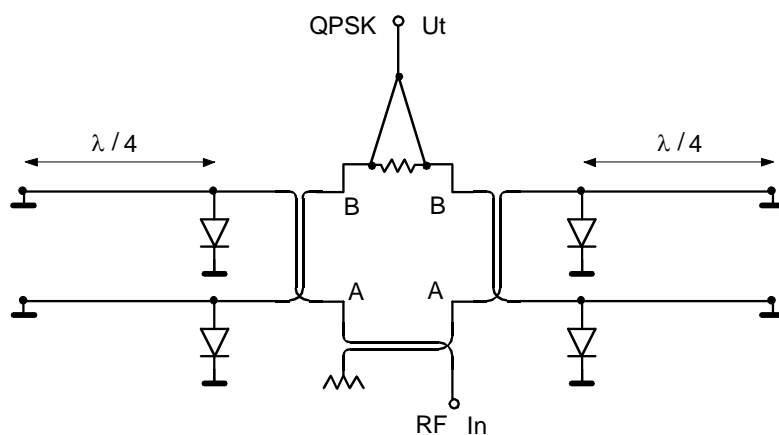 QPSK Ut
λ / 4
λ / 4
B
B
A
A
RF In